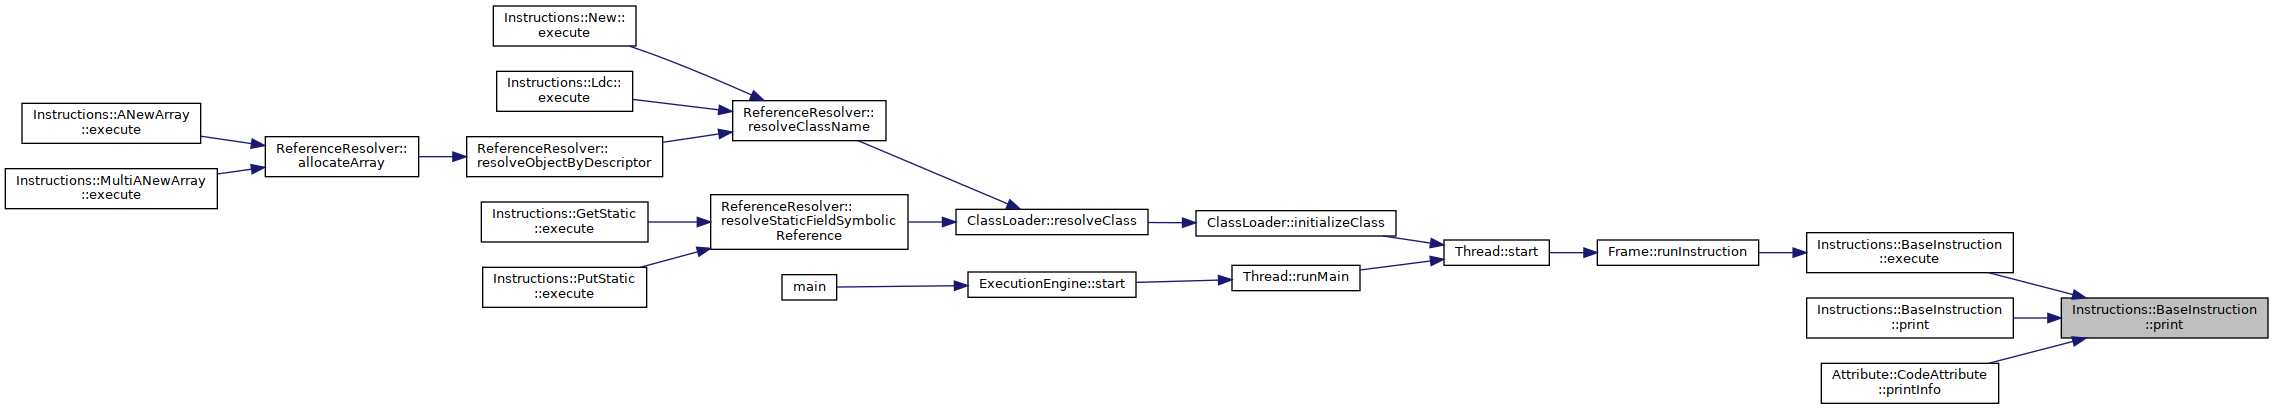 Instructions::New::
execute
Instructions::Ldc::
execute
Instructions::ANewArray
::execute
Instructions::MultiANewArray
::execute
ReferenceResolver::
allocateArray
ReferenceResolver::
resolveObjectByDescriptor
ReferenceResolver::
resolveClassName
Instructions::GetStatic
::execute
Instructions::PutStatic
::execute
ReferenceResolver::
resolveStaticFieldSymbolic
Reference
ClassLoader::resolveClass
ClassLoader::initializeClass
main
ExecutionEngine::start
Thread::runMain
Thread::start
Frame::runInstruction
Instructions::BaseInstruction
::execute
Instructions::BaseInstruction
::print
Attribute::CodeAttribute
::printInfo
Instructions::BaseInstruction
::print